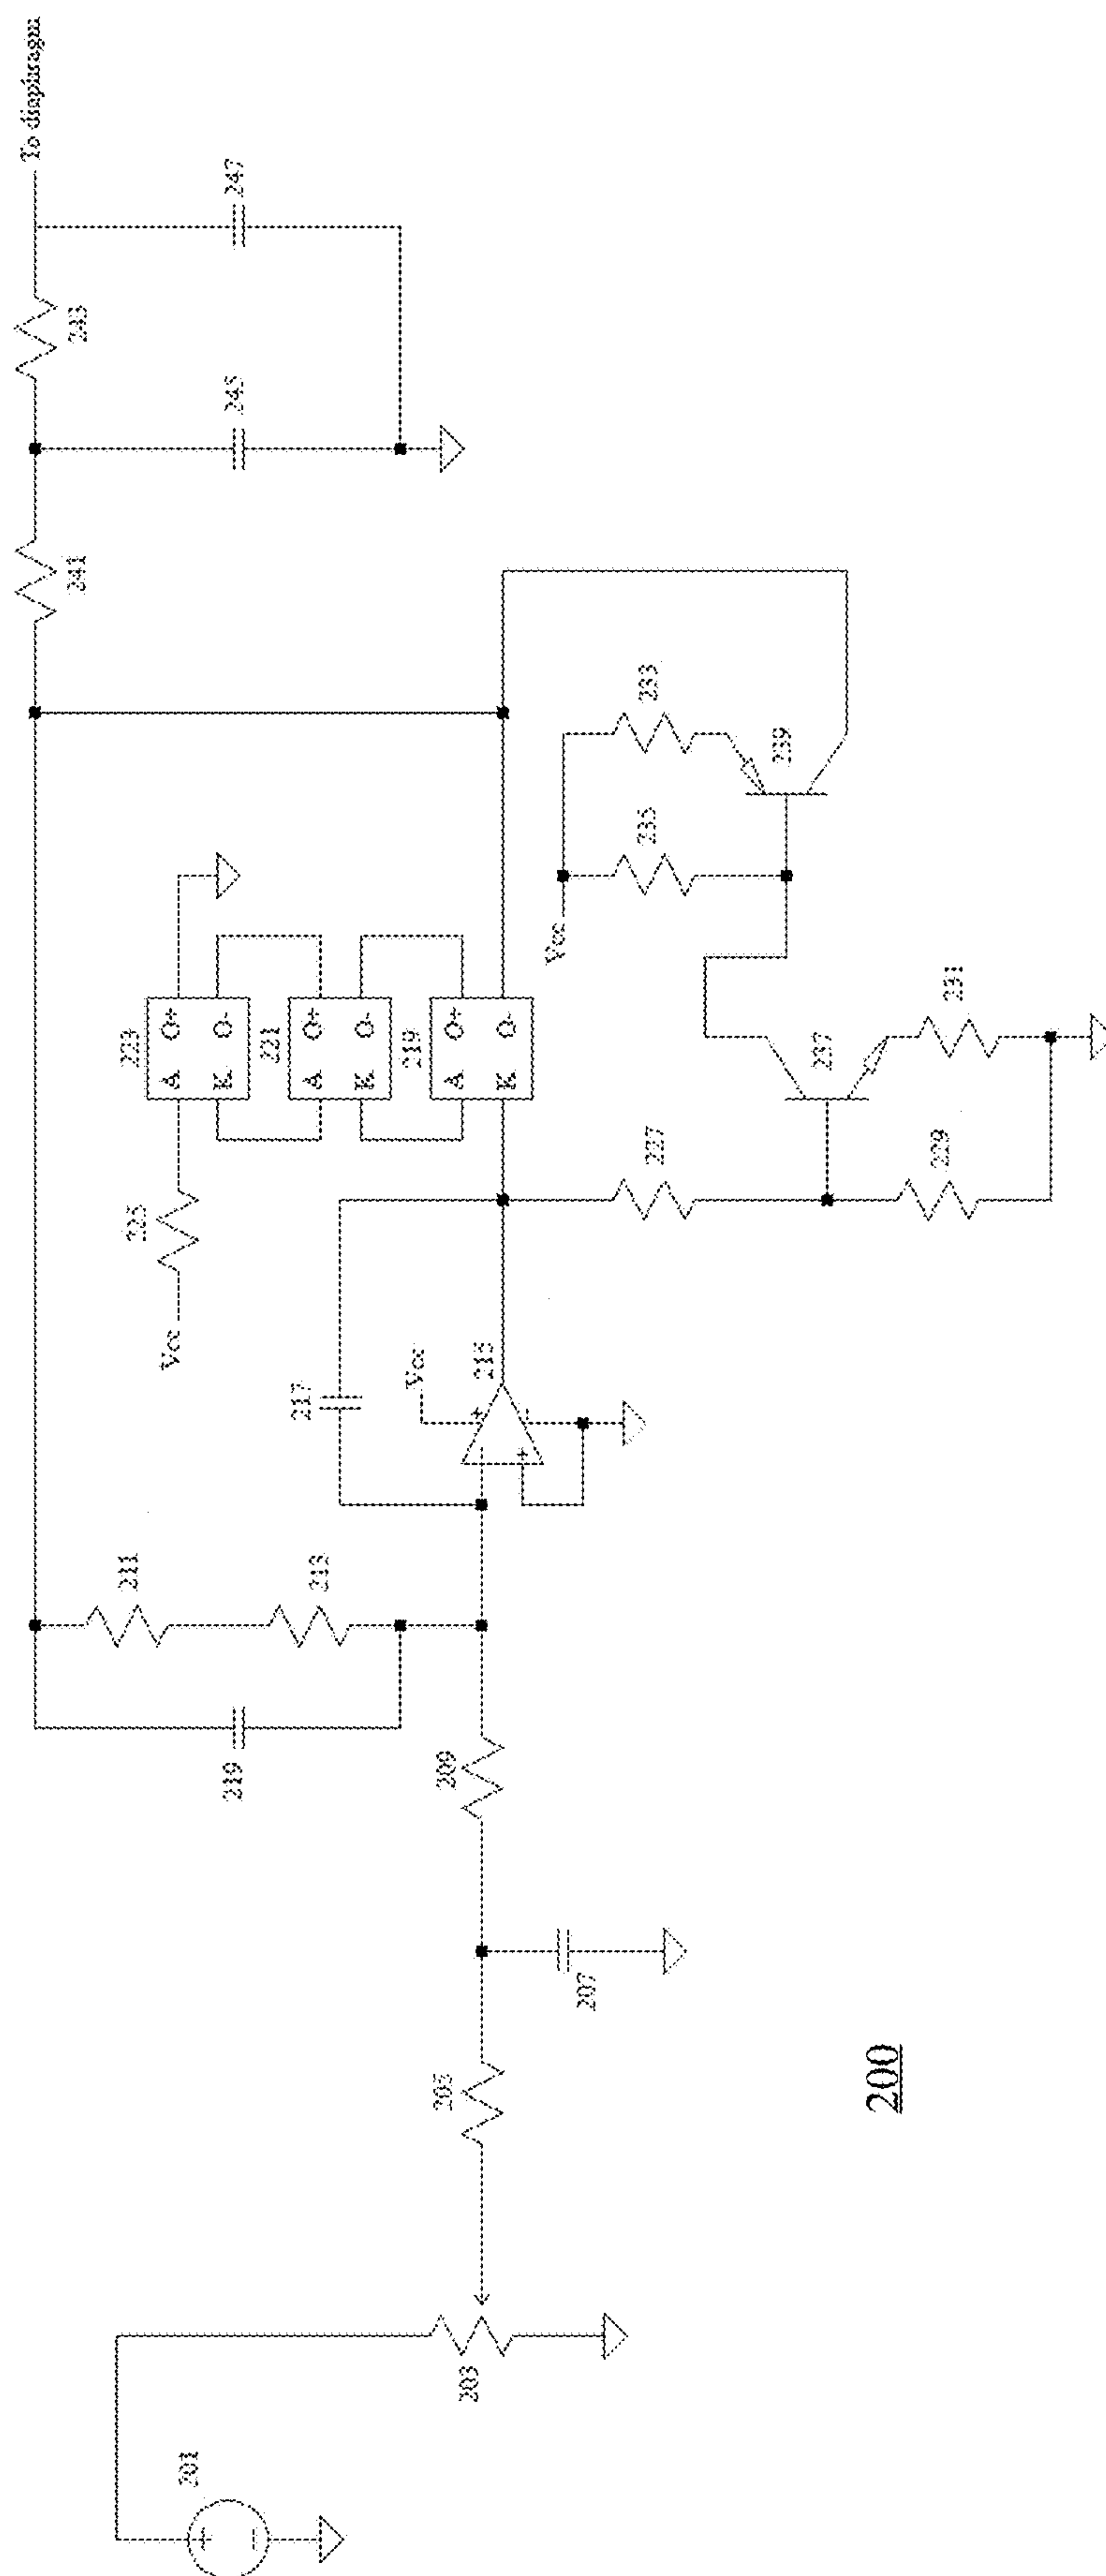 201
203
205
207
209
219
211
213
217
Vcc
215
Vcc
225
223
A
O+
K
O-
221
A
O+
K
O-
219
A
O+
K
O-
227
229
237
231
Vcc
235
233
239
241
243
245
247
To diaphragm
200